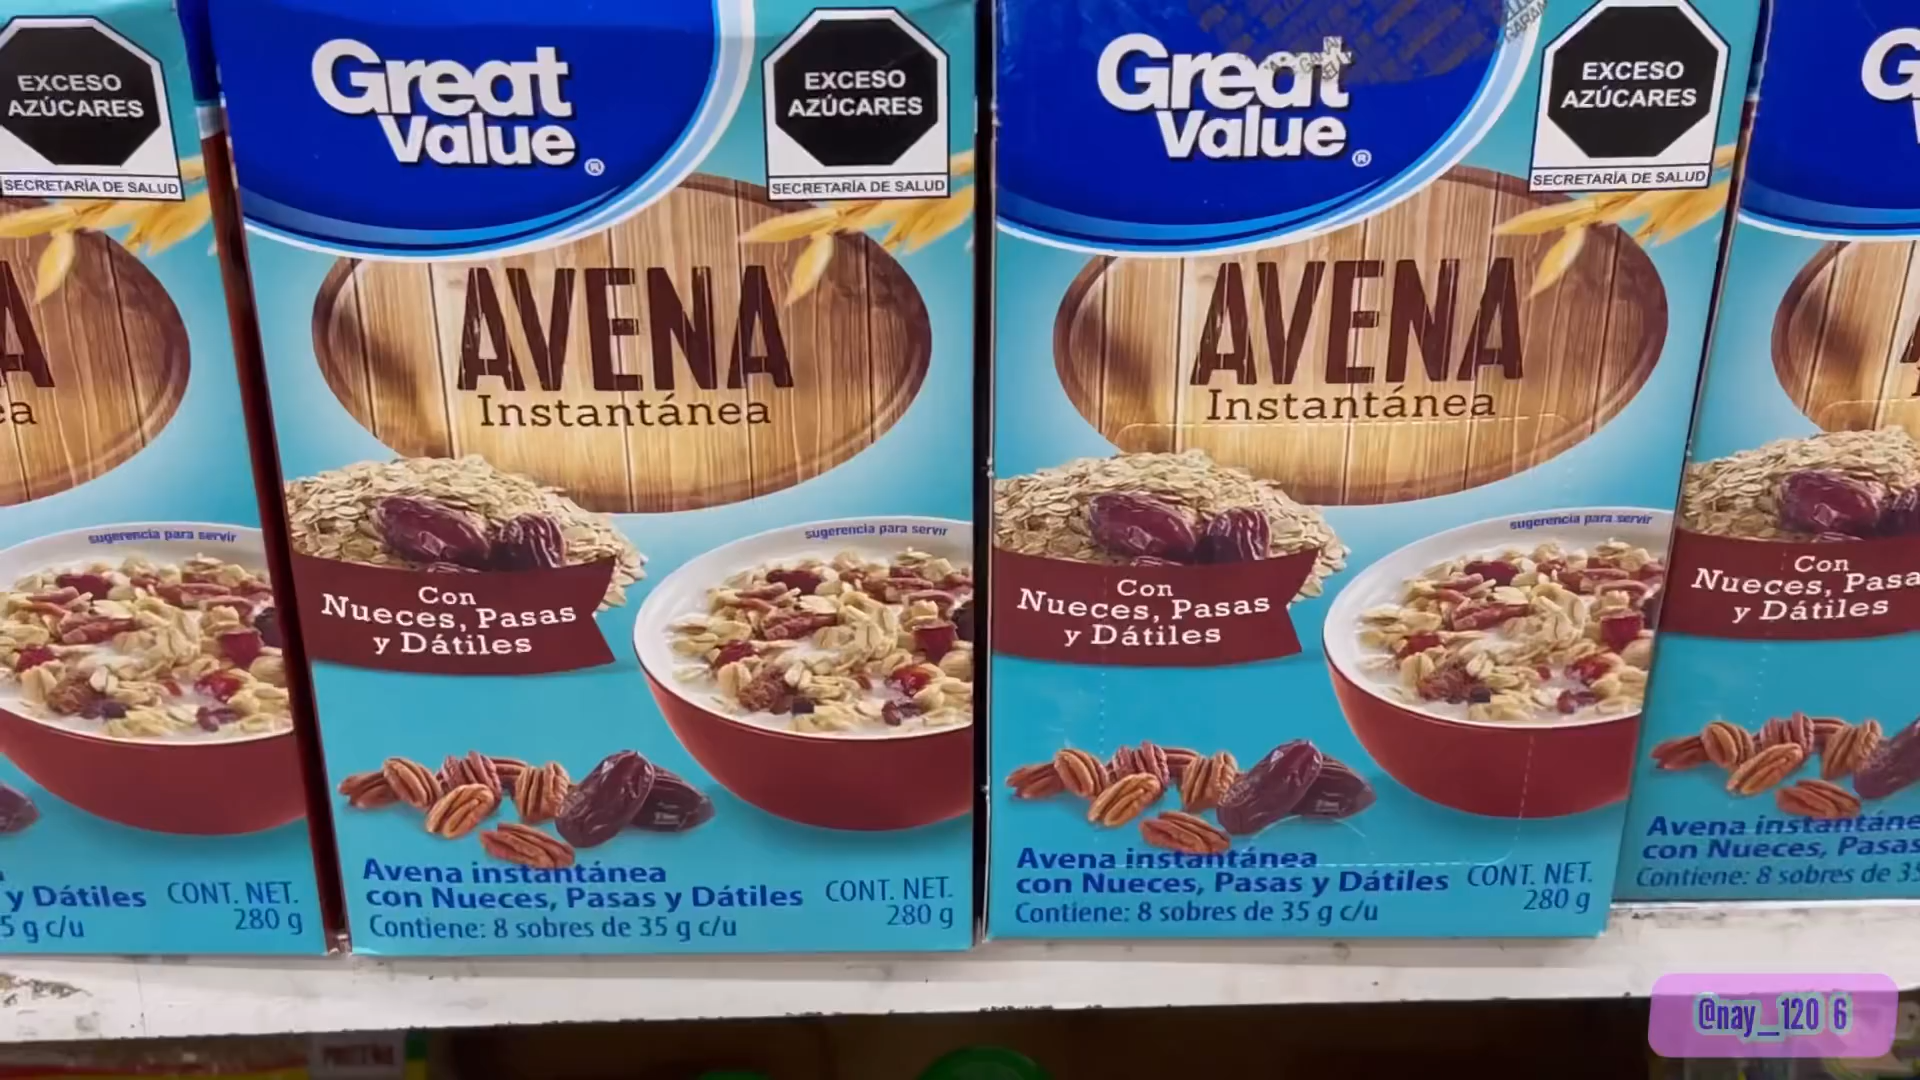 EXCESO
AZÚCARES
SECRETARÍA DE SALUD
A
ea
sugerencia para servir
y Dátiles
5 g c/u
CONT. NET.
280 g
Great
Value®
EXCESO
AZÚCARES
SECRETARÍA DE SALUD
AVENA
Instantánea
sugerencia para servir
Con
Nueces, Pasas
y Dátiles
Avena instantánea
con Nueces, Pasas y Dátiles
Contiene: 8 sobres de 35 g c/u
CONT. NET.
280 g
Great
Value®
EXCESO
AZÚCARES
SECRETARÍA DE SALUD
AVENA
Instantánea
sugerencia para servir
Con
Nueces, Pasas
y Dátiles
Avena instantánea
con Nueces, Pasas y Dátiles
Contiene: 8 sobres de 35 g c/u
CONT. NET.
280 g
G
Con
Nueces, Pasa
y Dátiles
Avena instantáne
con Nueces, Pasas
Contiene: 8 sobres de 35
@nay_120 6